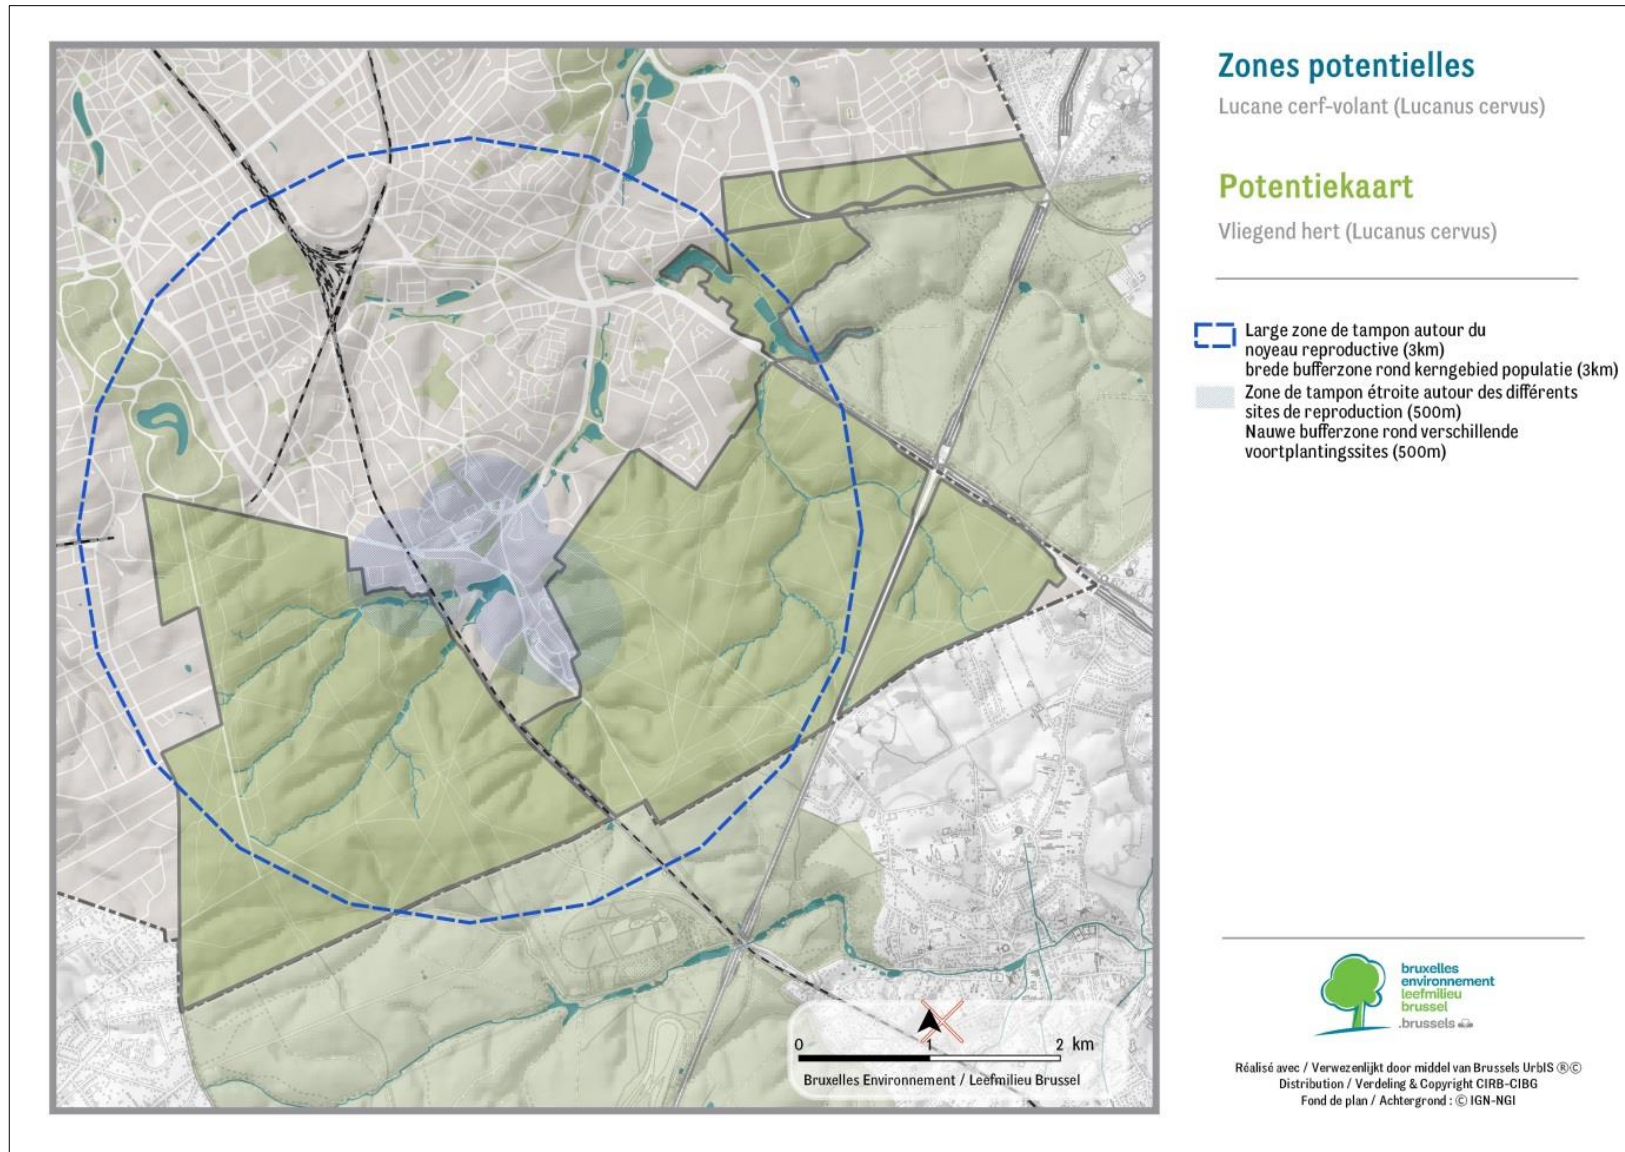 Zones potentielles
Lucane cerf-volant (Lucanus cervus)
Potentiekaart
Vliegend hert (Lucanus cervus)
Large zone de tampon autour du
noyeau reproductive (3km)
brede bufferzone rond kerngebied populatie (3km)
Zone de tampon étroite autour des différents
sites de reproduction (500m)
Nauwe bufferzone rond verschillende
voortplantingssites (500m)
0 1 2 km
Bruxelles Environnement / Leefmilieu Brussel
bruxelles
environnement
leefmilieu
brussel
.brussels
Réalisé avec / Verwezenlijkt door middel van Brussels UrbIS ®©
Distribution / Verdeling & Copyright CIRB-CIBG
Fond de plan / Achtergrond : © IGN-NGI